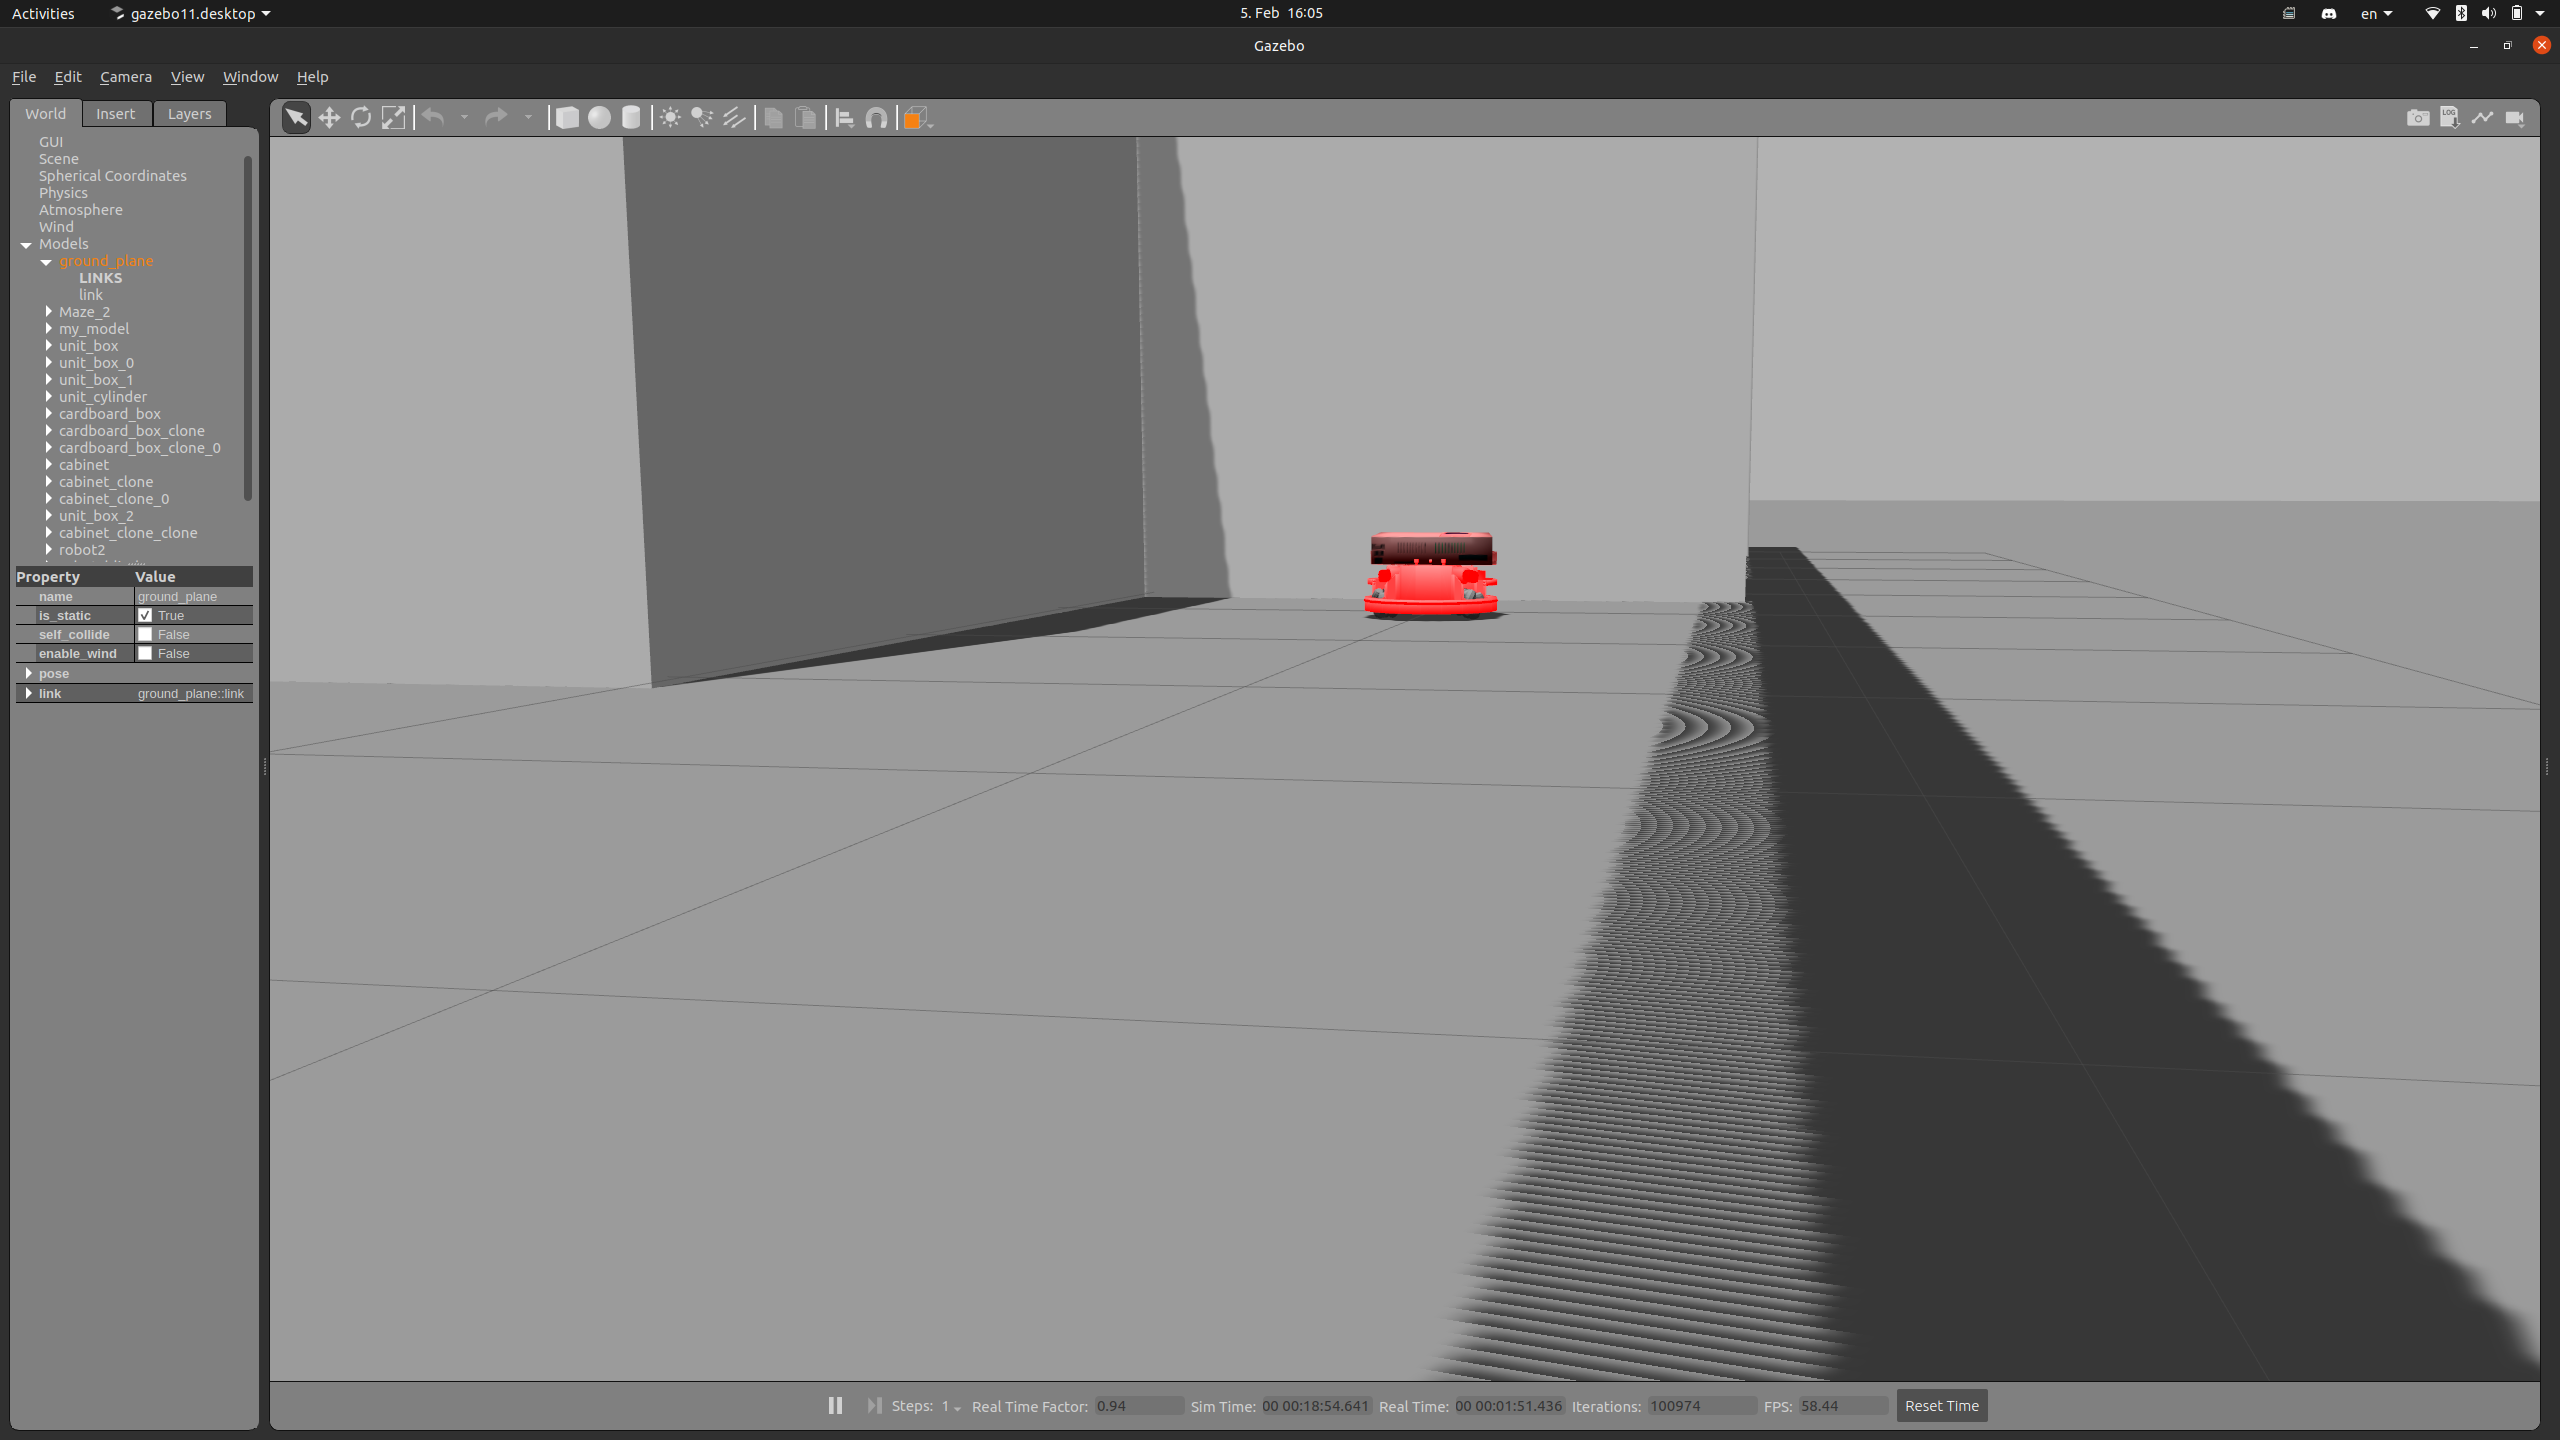 Activities gazebo11.desktop 5. Feb 16:05 en
Gazebo
File Edit Camera View Window Help
World Insert Layers
LOG
GUI
Scene
Spherical Coordinates
Physics
Atmosphere
Wind
Models
ground_plane
LINKS
link
Maze_2
my_model
unit_box
unit_box_0
unit_box_1
unit_cylinder
cardboard_box
cardboard_box_clone
cardboard_box_clone_0
cabinet
cabinet_clone
cabinet_clone_0
unit_box_2
cabinet_clone_clone
robot2
Property Value
name ground_plane
is_static True
self_collide False
enable_wind False
pose
link ground_plane::link
Steps: 1 Real Time Factor: 0.94 Sim Time: 00 00:18:54.641 Real Time: 00 00:01:51.436 Iterations: 100974 FPS: 58.44 Reset Time